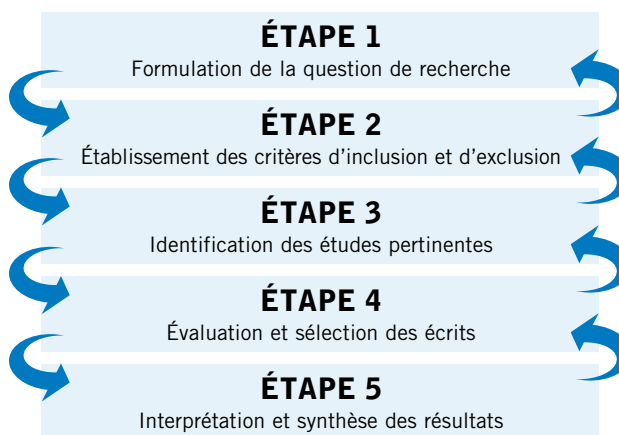 ÉTAPE 1
Formulation de la question de recherche
ÉTAPE 2
Établissement des critères d'inclusion et d'exclusion
ÉTAPE 3
Identification des études pertinentes
ÉTAPE 4
Évaluation et sélection des écrits
ÉTAPE 5
Interprétation et synthèse des résultats